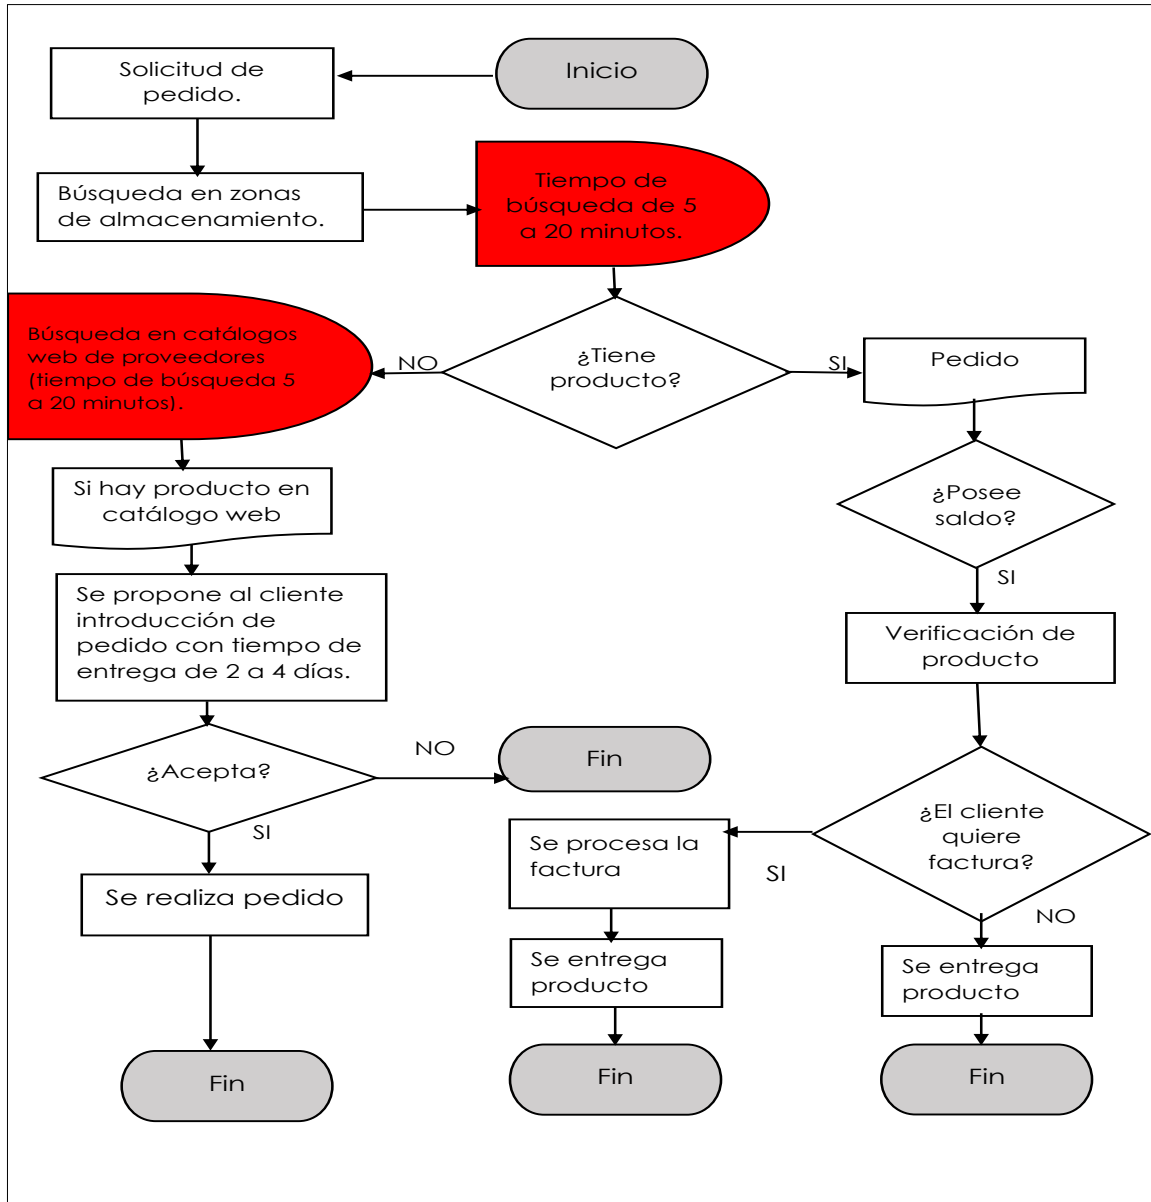 Inicio
Solicitud de
pedido.
Búsqueda en zonas
de almacenamiento.
Tiempo de
búsqueda de 5
a 20 minutos.
¿Tiene
producto?
NO
SI
Búsqueda en catálogos
web de proveedores
(tiempo de búsqueda 5
a 20 minutos).
Pedido
Si hay producto en
catálogo web
¿Posee
saldo?
SI
Se propone al cliente
introducción de
pedido con tiempo de
entrega de 2 a 4 días.
Verificación de
producto
¿Acepta?
NO
Fin
SI
Se realiza pedido
Fin
¿El cliente
quiere
factura?
SI
NO
Se procesa la
factura
Se entrega
producto
Fin
Se entrega
producto
Fin